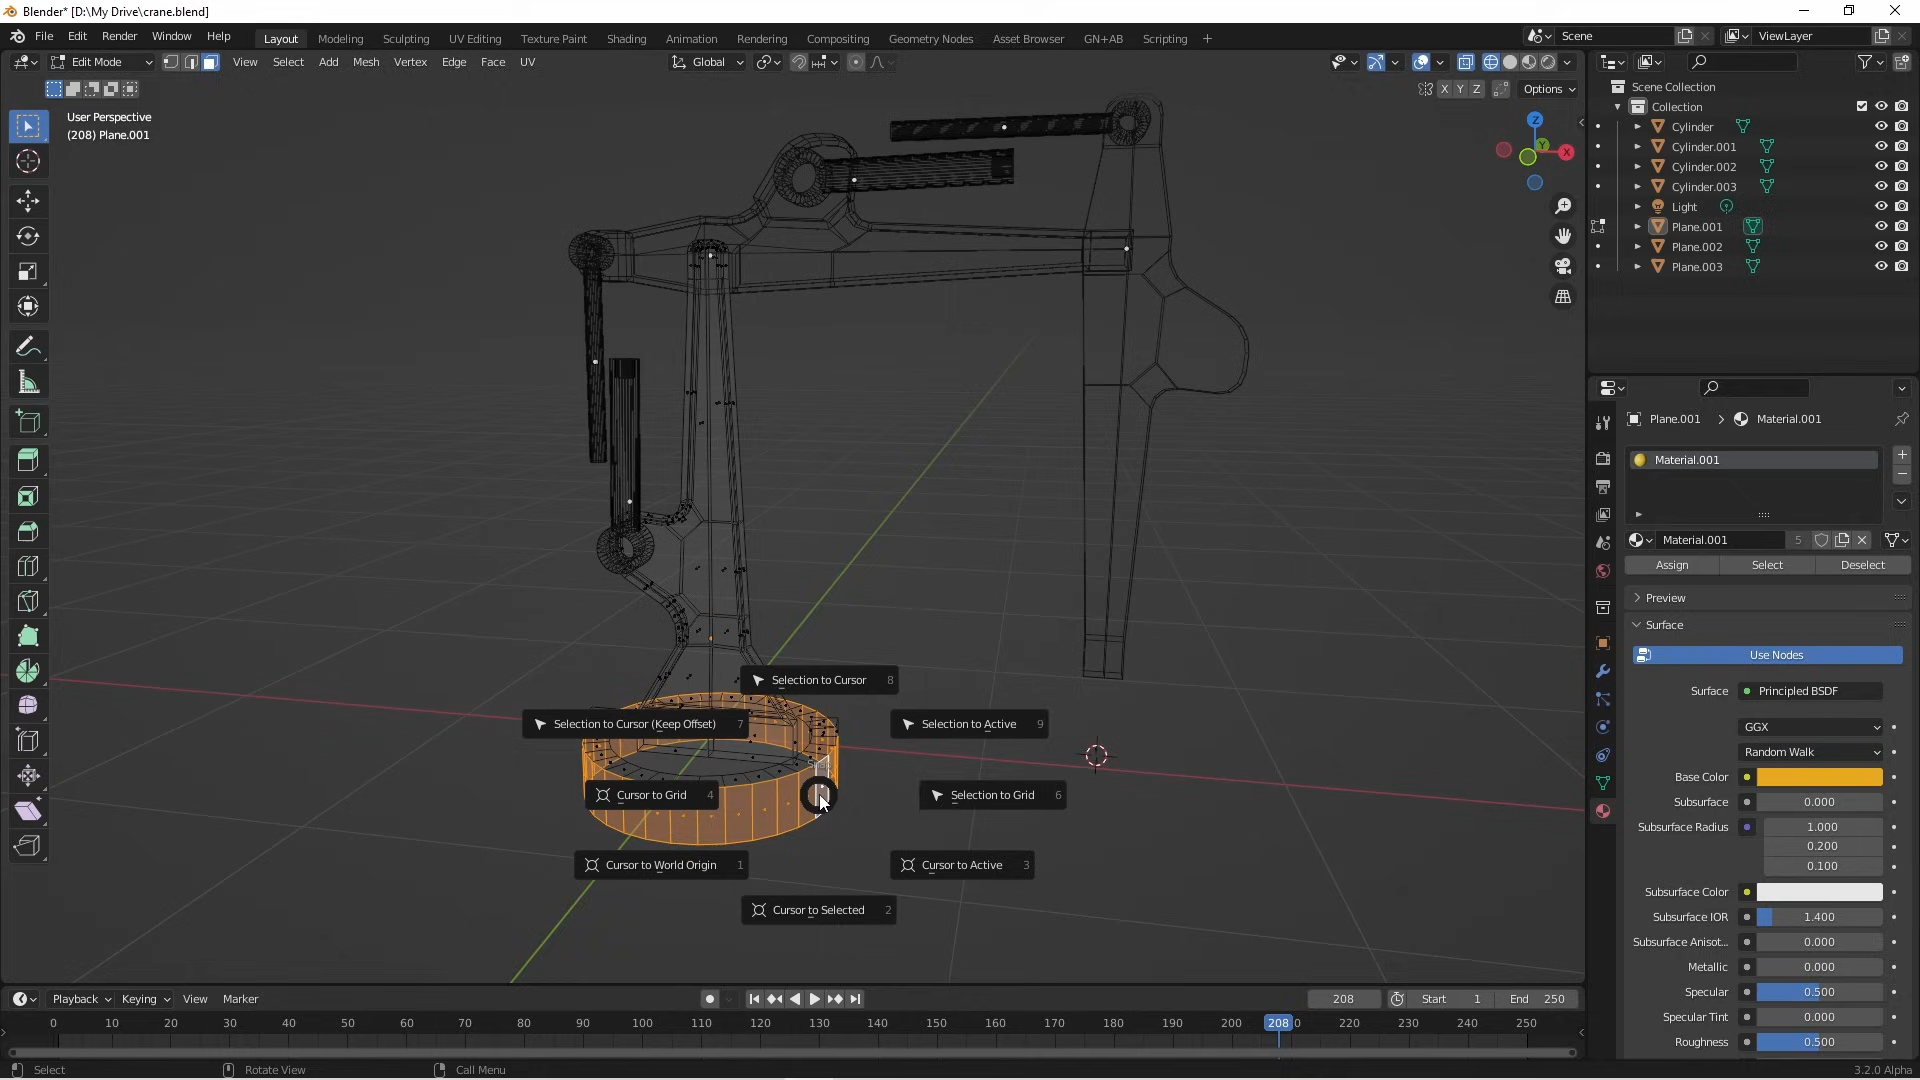 Blender* [D:\My Drive\crane.blend]
File Edit Render Window Help Layout Modeling Sculpting UV Editing Texture Paint Shading Animation Rendering Compositing Geometry Nodes Asset Browser GN+AB Scripting + Scene ViewLayer
Edit Mode View Select Add Mesh Vertex Edge Face UV Global
X Y Z Options
User Perspective
(208) Plane.001
Z
Y
X
Scene Collection
Collection
Cylinder
Cylinder.001
Cylinder.002
Cylinder.003
Light
Plane.001
Plane.002
Plane.003
Plane.001 > Material.001
Material.001
Material.001 5
Assign Select Deselect
Preview
Surface
Use Nodes
Surface Principled BSDF
GGX
Random Walk
Base Color
Subsurface 0.000
Subsurface Radius 1.000
0.200
0.100
Subsurface Color
Subsurface IOR 1.400
Subsurface Anisot... 0.000
Metallic 0.000
Specular 0.500
Specular Tint 0.000
Roughness 0.500
Selection to Cursor 8
Selection to Cursor (Keep Offset) 7
Selection to Active 9
Cursor to Grid 4
Selection to Grid 6
Cursor to World Origin 1
Cursor to Active 3
Cursor to Selected 2
Playback Keying View Marker 208 Start 1 End 250
0 10 20 30 40 50 60 70 80 90 100 110 120 130 140 150 160 170 180 190 200 208 220 230 240 250
Select Rotate View Call Menu 3.2.0 Alpha